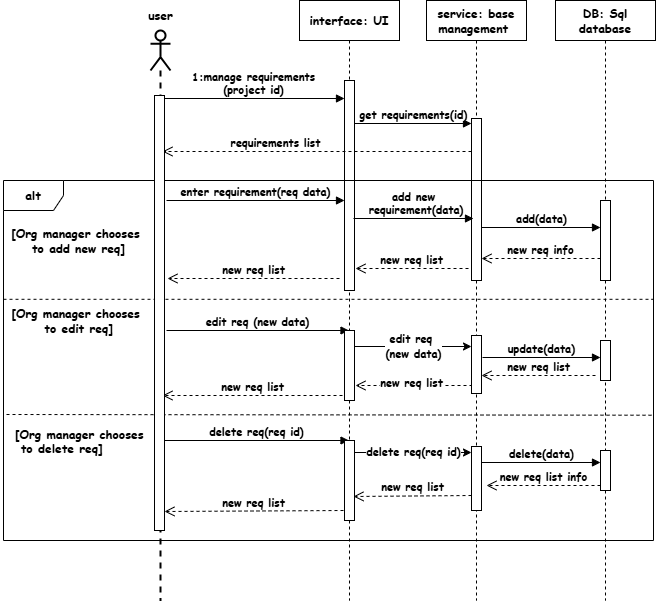 user
interface: UI
service: base
management
DB: Sql
database
1:manage requirements
(project id)
get requirements(id)
requirements list
alt
enter requirement(req data)
add new
requirement(data)
add(data)
[Org manager chooses
to add new req]
new req info
new req list
new req list
[Org manager chooses
to edit req]
edit req (new data)
edit req
(new data)
update(data)
new req list
new req list
new req list
[Org manager chooses
to delete req]
delete req(req id)
delete req(req id)
delete(data)
new req list info
new req list
new req list